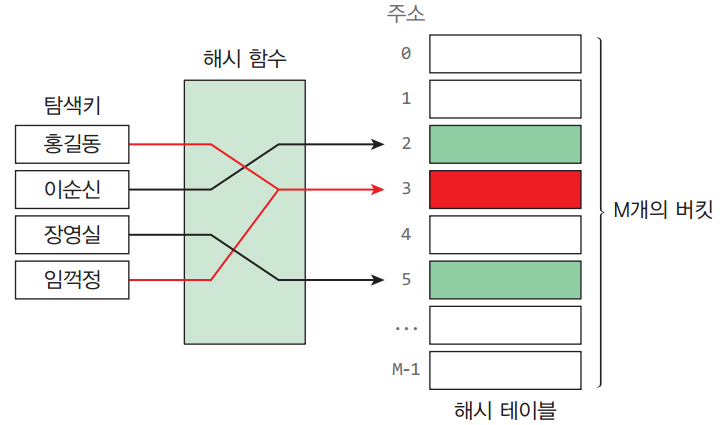 주소
해시 함수
탐색키
홍길동
이순신
장영실
임꺽정
0
1
2
3
4
5
...
M-1
M개의 버킷
해시 테이블